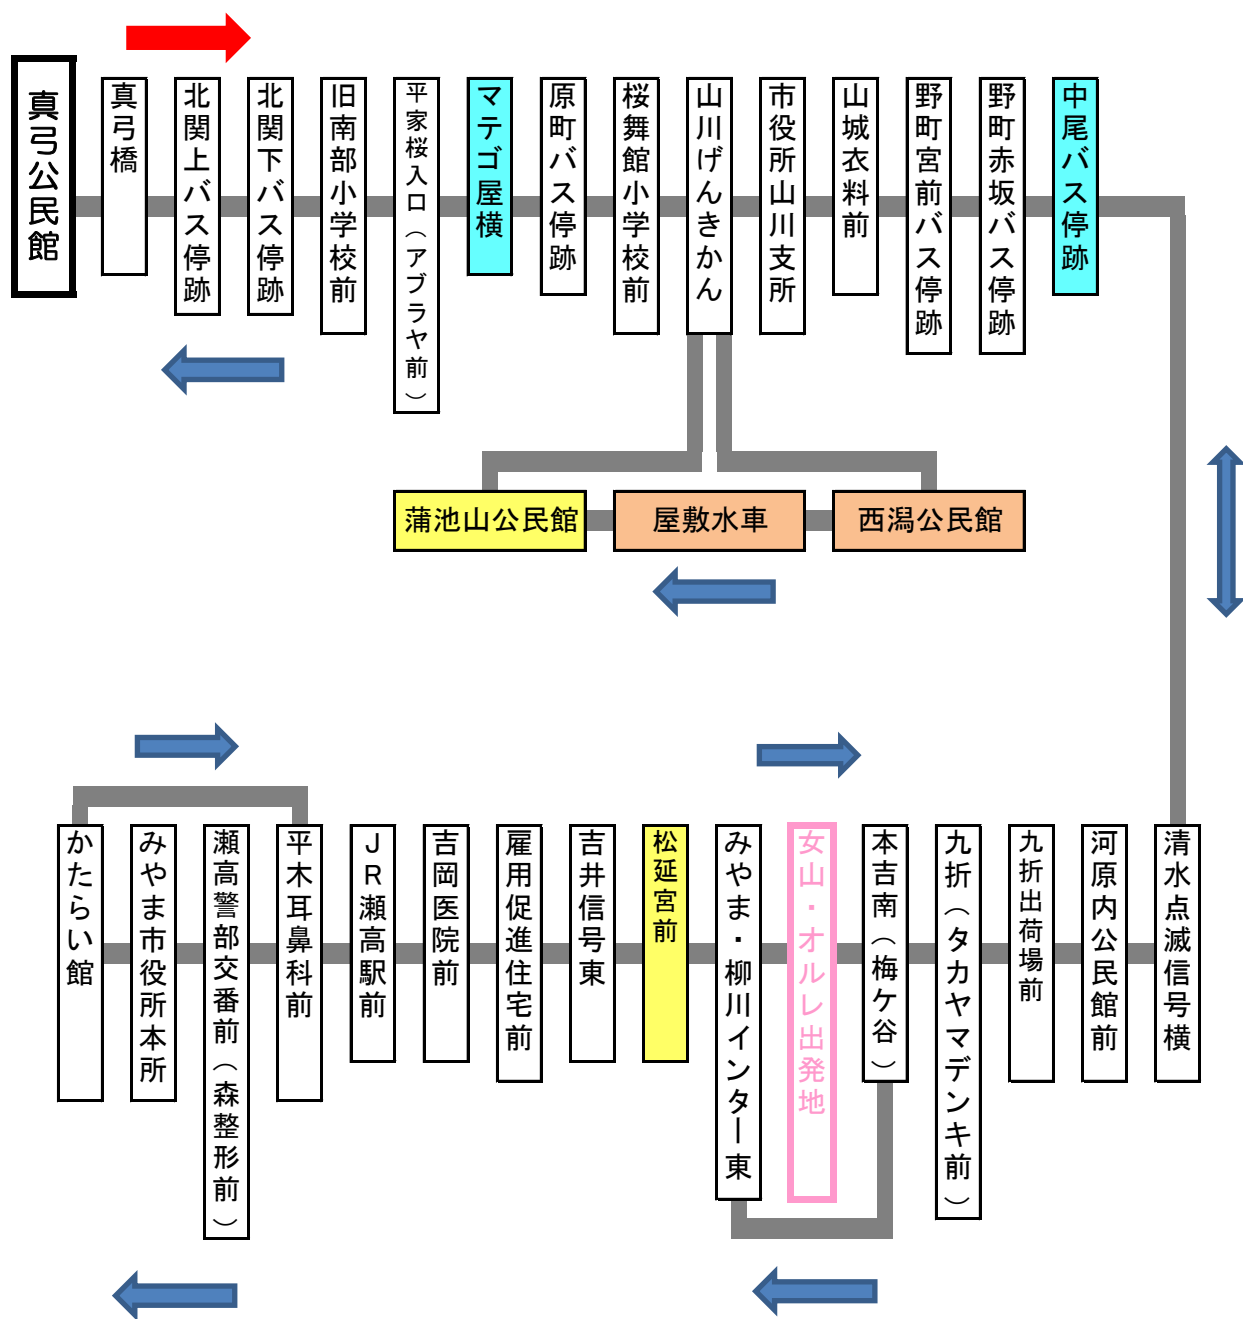 真弓公民館
真弓橋
北関上バス停跡
北関下バス停跡
旧南部小学校前
平家桜入口（アブラヤ前）
マテゴ屋横
原町バス停跡
桜舞館小学校前
山川げんきかん
市役所山川支所
山城衣料前
野町宮前バス停跡
野町赤坂バス停跡
中尾バス停跡
蒲池山公民館
屋敷水車
西潟公民館
かたらい館
みやま市役所本所
瀬高警部交番前（森整形前）
平木耳鼻科前
ＪＲ瀬高駅前
吉岡医院前
雇用促進住宅前
吉井信号東
松延宮前
みやま・柳川インター東
女山・オルレ出発地
本吉南（梅ケ谷）
九折（タカヤマデンキ前）
九折出荷場前
河原内公民館前
清水点滅信号横